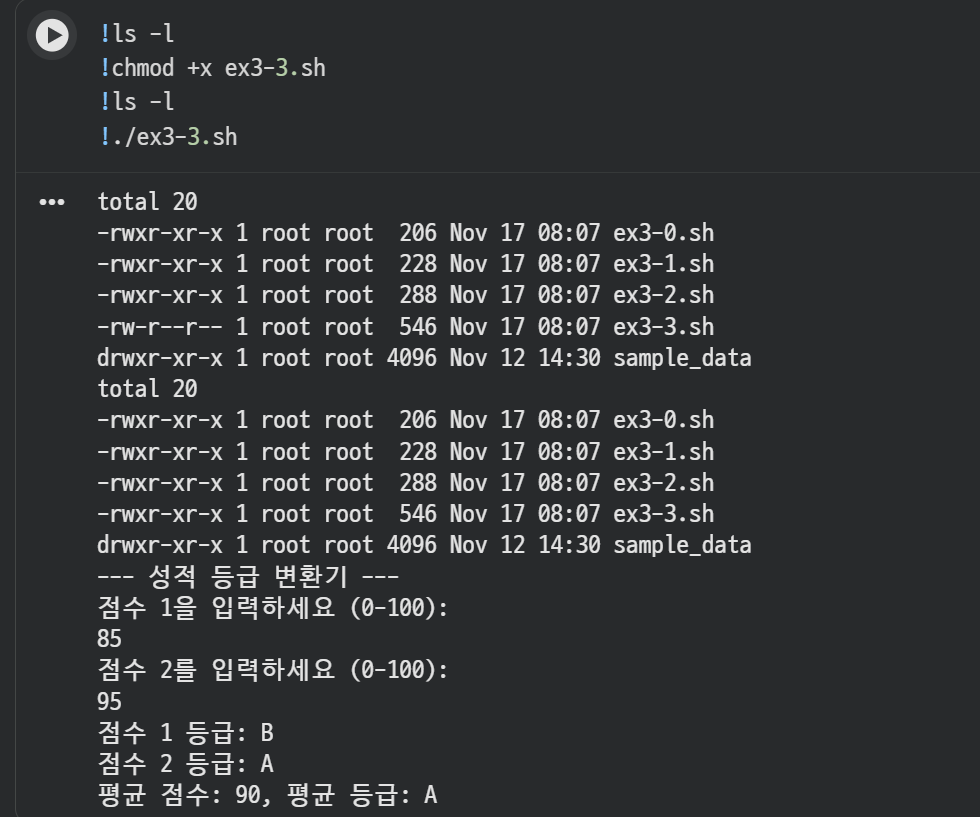 !ls -l
!chmod +x ex3-3.sh
!ls -l
!./ex3-3.sh
total 20
-rwxr-xr-x 1 root root  206 Nov 17 08:07 ex3-0.sh
-rwxr-xr-x 1 root root  228 Nov 17 08:07 ex3-1.sh
-rwxr-xr-x 1 root root  288 Nov 17 08:07 ex3-2.sh
-rw-r--r-- 1 root root  546 Nov 17 08:07 ex3-3.sh
drwxr-xr-x 1 root root 4096 Nov 12 14:30 sample_data
total 20
-rwxr-xr-x 1 root root  206 Nov 17 08:07 ex3-0.sh
-rwxr-xr-x 1 root root  228 Nov 17 08:07 ex3-1.sh
-rwxr-xr-x 1 root root  288 Nov 17 08:07 ex3-2.sh
-rwxr-xr-x 1 root root  546 Nov 17 08:07 ex3-3.sh
drwxr-xr-x 1 root root 4096 Nov 12 14:30 sample_data
--- 성적 등급 변환기 ---
점수 1을 입력하세요 (0-100):
85
점수 2를 입력하세요 (0-100):
95
점수 1 등급: B
점수 2 등급: A
평균 점수: 90, 평균 등급: A